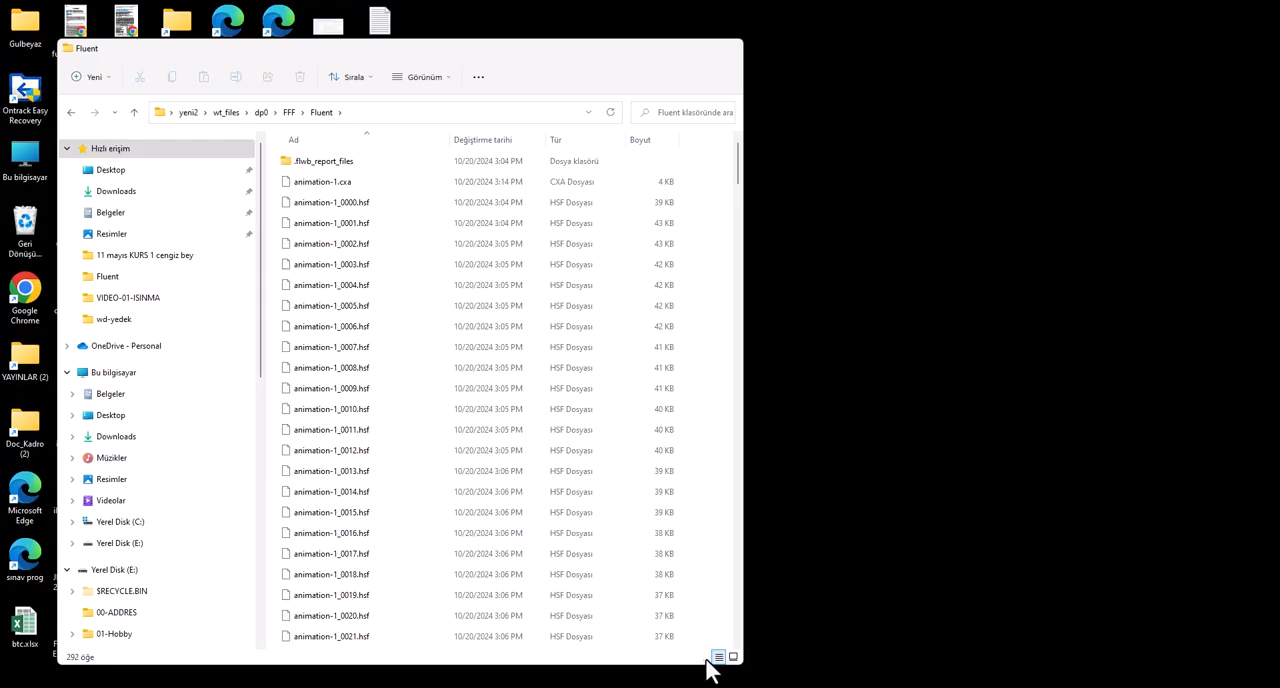 Gulbeyaz
Ontrack Easy
Recovery
Bu bilgisayar
Geri
Dönüşü...
Google
Chrome
YAYINLAR (2)
Doc_Kadro
(2)
Microsoft
Edge
sınav prog
btc.xlsx
Fluent
Yeni
Sırala
Görünüm
yeni2 > wt_files > dp0 > FFF > Fluent >
Fluent klasöründe ara
Hızlı erişim
Desktop
Downloads
Belgeler
Resimler
11 mayıs KURS 1 cengiz bey
Fluent
VIDEO-01-ISINMA
wd-yedek
OneDrive - Personal
Bu bilgisayar
Belgeler
Desktop
Downloads
Müzikler
Resimler
Videolar
Yerel Disk (C:)
Yerel Disk (E:)
Yerel Disk (E:)
$RECYCLE.BIN
00-ADDRES
01-Hobby
Ad Değiştirme tarihi Tür Boyut
.flwb_report_files 10/20/2024 3:04 PM Dosya klasörü
animation-1.cxa 10/20/2024 3:14 PM CXA Dosyası 4 KB
animation-1_0000.hsf 10/20/2024 3:04 PM HSF Dosyası 39 KB
animation-1_0001.hsf 10/20/2024 3:04 PM HSF Dosyası 43 KB
animation-1_0002.hsf 10/20/2024 3:05 PM HSF Dosyası 43 KB
animation-1_0003.hsf 10/20/2024 3:05 PM HSF Dosyası 42 KB
animation-1_0004.hsf 10/20/2024 3:05 PM HSF Dosyası 42 KB
animation-1_0005.hsf 10/20/2024 3:05 PM HSF Dosyası 42 KB
animation-1_0006.hsf 10/20/2024 3:05 PM HSF Dosyası 42 KB
animation-1_0007.hsf 10/20/2024 3:05 PM HSF Dosyası 41 KB
animation-1_0008.hsf 10/20/2024 3:05 PM HSF Dosyası 41 KB
animation-1_0009.hsf 10/20/2024 3:05 PM HSF Dosyası 41 KB
animation-1_0010.hsf 10/20/2024 3:05 PM HSF Dosyası 40 KB
animation-1_0011.hsf 10/20/2024 3:05 PM HSF Dosyası 40 KB
animation-1_0012.hsf 10/20/2024 3:05 PM HSF Dosyası 40 KB
animation-1_0013.hsf 10/20/2024 3:06 PM HSF Dosyası 39 KB
animation-1_0014.hsf 10/20/2024 3:06 PM HSF Dosyası 39 KB
animation-1_0015.hsf 10/20/2024 3:06 PM HSF Dosyası 39 KB
animation-1_0016.hsf 10/20/2024 3:06 PM HSF Dosyası 38 KB
animation-1_0017.hsf 10/20/2024 3:06 PM HSF Dosyası 38 KB
animation-1_0018.hsf 10/20/2024 3:06 PM HSF Dosyası 38 KB
animation-1_0019.hsf 10/20/2024 3:06 PM HSF Dosyası 37 KB
animation-1_0020.hsf 10/20/2024 3:06 PM HSF Dosyası 37 KB
animation-1_0021.hsf 10/20/2024 3:06 PM HSF Dosyası 37 KB
292 öğe